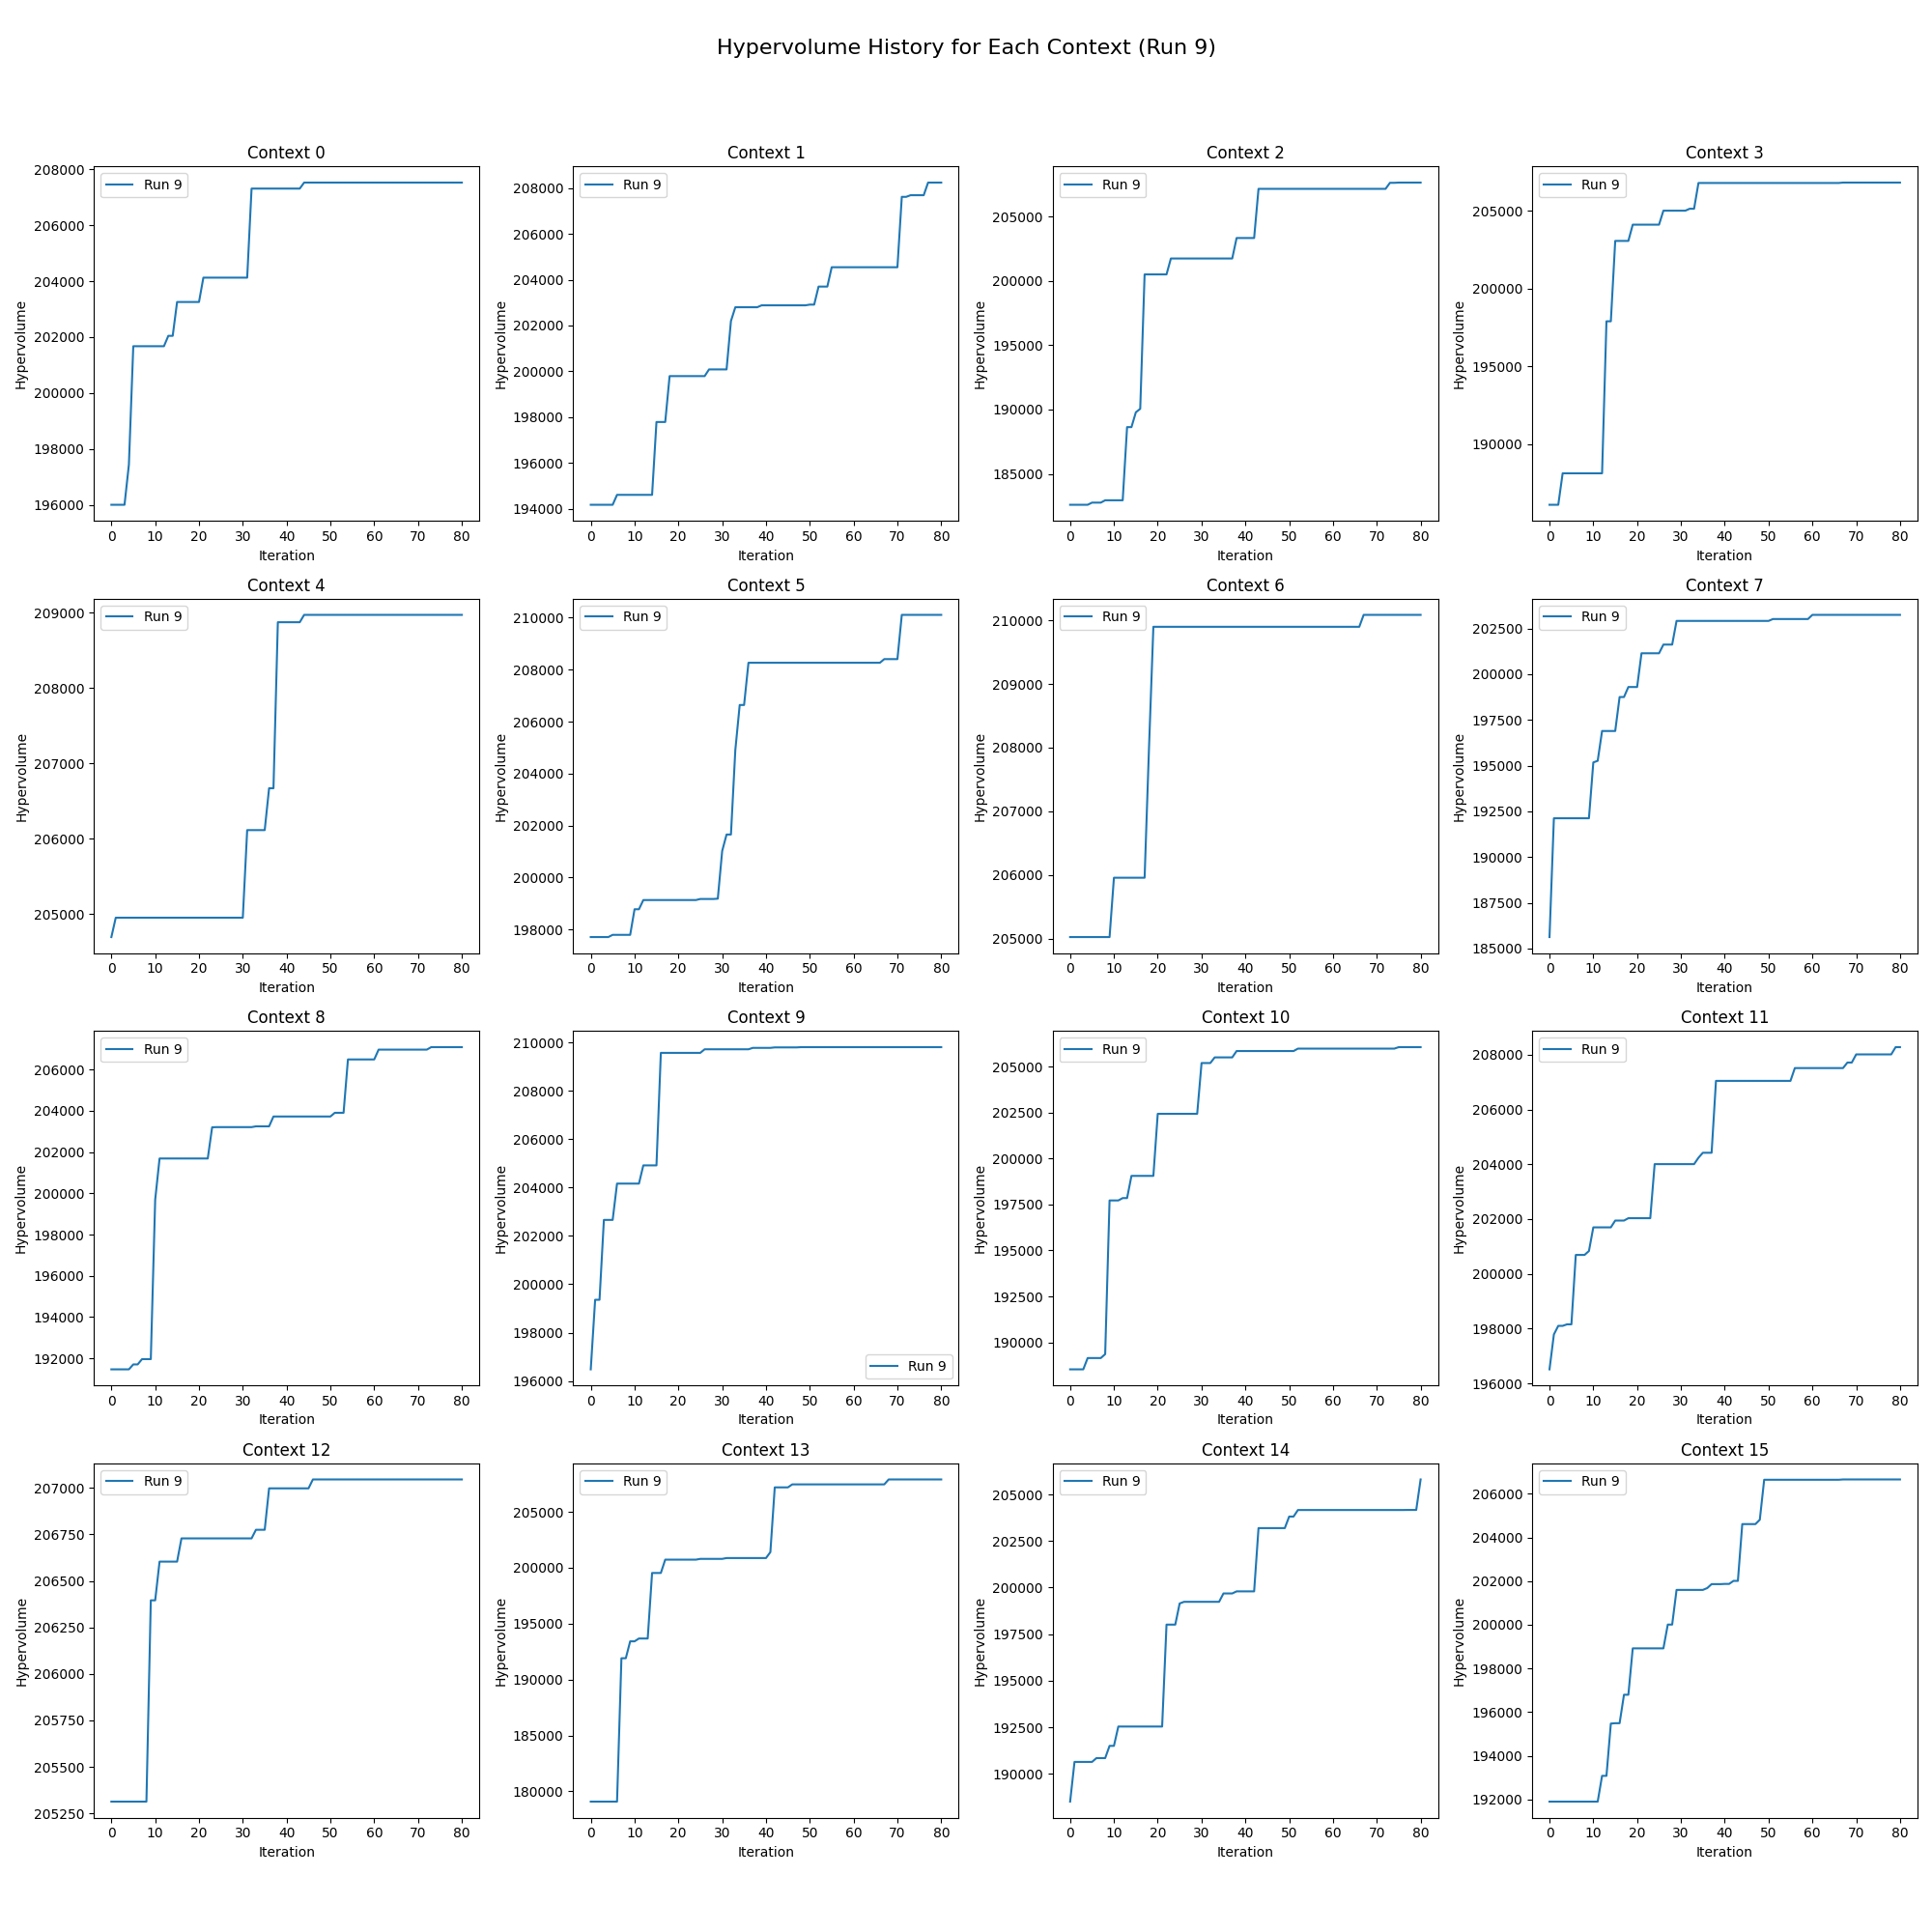 Hypervolume History for Each Context (Run 9)
Context 0
Run 9
Hypervolume
208000
206000
204000
202000
200000
198000
196000
0 10 20 30 40 50 60 70 80
Iteration
Context 1
Run 9
Hypervolume
208000
206000
204000
202000
200000
198000
196000
194000
0 10 20 30 40 50 60 70 80
Iteration
Context 2
Run 9
Hypervolume
205000
200000
195000
190000
185000
0 10 20 30 40 50 60 70 80
Iteration
Context 3
Run 9
Hypervolume
205000
200000
195000
190000
0 10 20 30 40 50 60 70 80
Iteration
Context 4
Run 9
Hypervolume
209000
208000
207000
206000
205000
0 10 20 30 40 50 60 70 80
Iteration
Context 5
Run 9
Hypervolume
210000
208000
206000
204000
202000
200000
198000
0 10 20 30 40 50 60 70 80
Iteration
Context 6
Run 9
Hypervolume
210000
209000
208000
207000
206000
205000
0 10 20 30 40 50 60 70 80
Iteration
Context 7
Run 9
Hypervolume
202500
200000
197500
195000
192500
190000
187500
185000
0 10 20 30 40 50 60 70 80
Iteration
Context 8
Run 9
Hypervolume
206000
204000
202000
200000
198000
196000
194000
192000
0 10 20 30 40 50 60 70 80
Iteration
Context 9
Run 9
Hypervolume
210000
208000
206000
204000
202000
200000
198000
196000
0 10 20 30 40 50 60 70 80
Iteration
Context 10
Run 9
Hypervolume
205000
202500
200000
197500
195000
192500
190000
0 10 20 30 40 50 60 70 80
Iteration
Context 11
Run 9
Hypervolume
208000
206000
204000
202000
200000
198000
196000
0 10 20 30 40 50 60 70 80
Iteration
Context 12
Run 9
Hypervolume
207000
206750
206500
206250
206000
205750
205500
205250
0 10 20 30 40 50 60 70 80
Iteration
Context 13
Run 9
Hypervolume
205000
200000
195000
190000
185000
180000
0 10 20 30 40 50 60 70 80
Iteration
Context 14
Run 9
Hypervolume
205000
202500
200000
197500
195000
192500
190000
0 10 20 30 40 50 60 70 80
Iteration
Context 15
Run 9
Hypervolume
206000
204000
202000
200000
198000
196000
194000
192000
0 10 20 30 40 50 60 70 80
Iteration